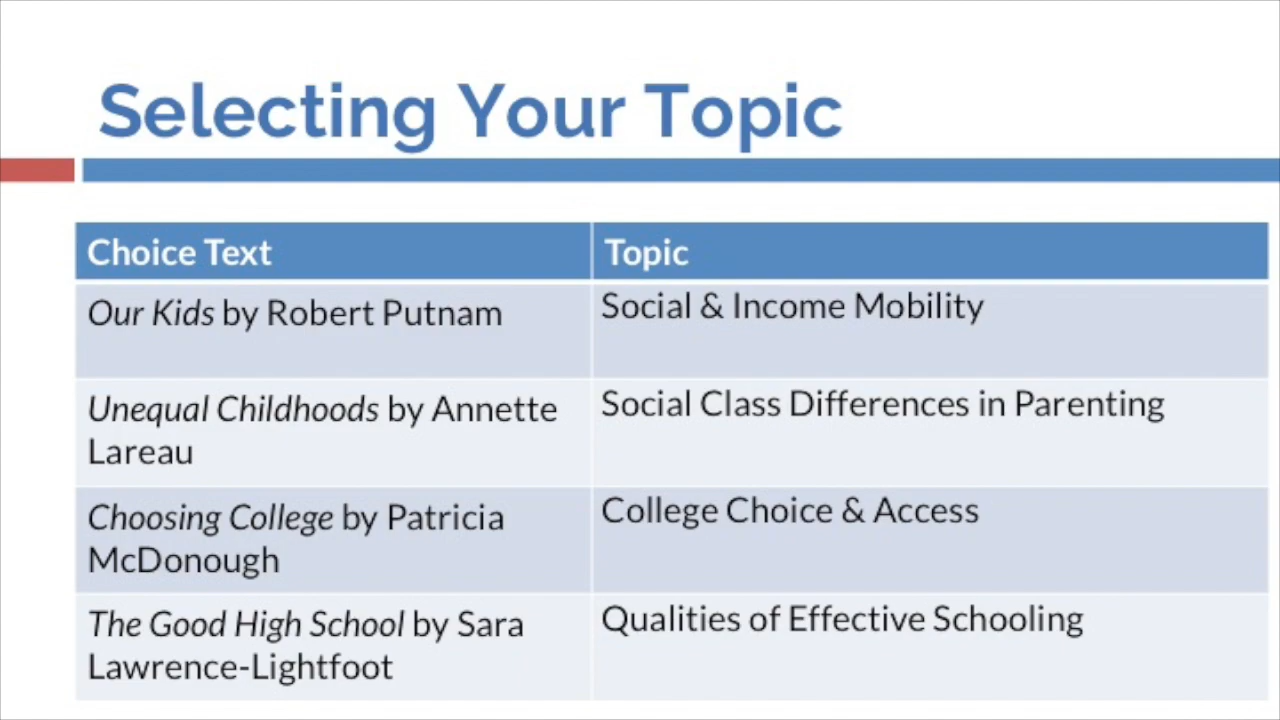 Selecting Your Topic
Choice Text
Topic
Our Kids by Robert Putnam
Social & Income Mobility
Unequal Childhoods by Annette
Lareau
Social Class Differences in Parenting
Choosing College by Patricia
McDonough
College Choice & Access
The Good High School by Sara
Lawrence-Lightfoot
Qualities of Effective Schooling